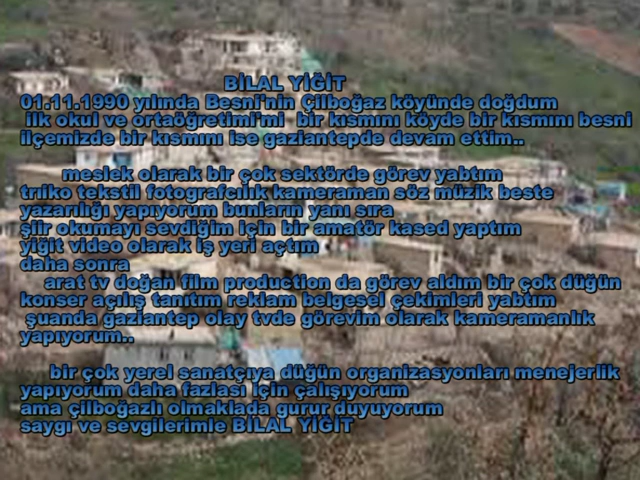 BİLAL YİĞİT
01.11.1990 yılında Besni'nin Çilboğaz köyünde doğdum
ilk okul ve ortaöğretimi'mi bir kısmını köyde bir kısmını besni
ilçemizde bir kısmını ise gaziantepde devam ettim..
meslek olarak bir çok sektörde görev yabtım
triko tekstil fotografcılık kameraman söz müzik beste
yazarılığı yapıyorum bunların yanı sıra
şiir okumayı sevdiğim için bir amatör kased yaptım
yiğit video olarak iş yeri açtım
daha sonra
arat tv doğan film production da görev aldım bir çok düğün
konser açılış tanıtım reklam belgesel çekimleri yabtım
şuanda gaziantep olay tvde görevim olarak kameramanlık
yapıyorum..
bir çok yerel sanatçıya düğün organizasyonları menejerlik
yapıyorum daha fazlası için çalışıyorum
ama çilboğazlı olmaklada gurur duyuyorum
saygı ve sevgilerimle BİLAL YİĞİT